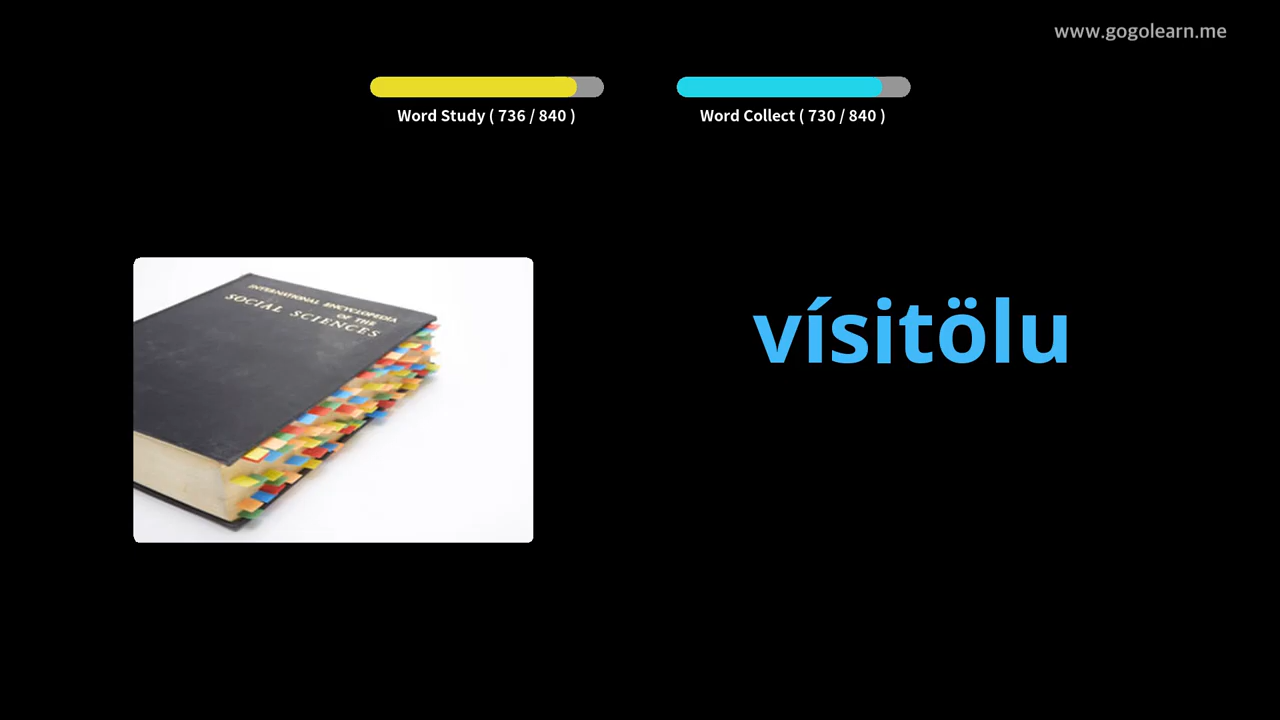 www.gogolearn.me
Word Study ( 736 / 840 )
Word Collect ( 730 / 840 )
INTERNATIONAL ENCYCLOPEDIA
OF THE
SOCIAL SCIENCES
vísitölu